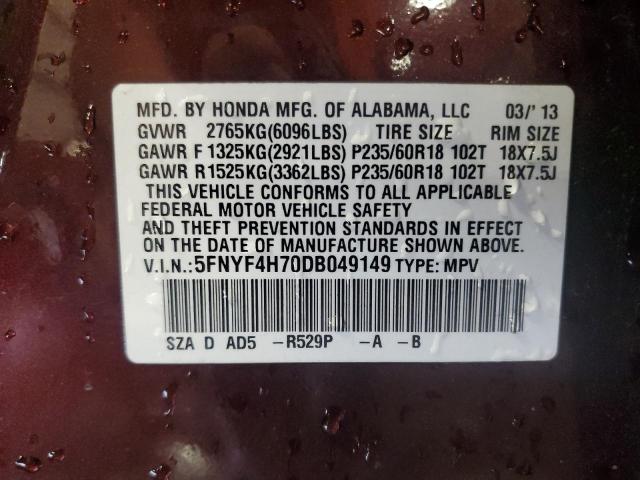 MFD. BY HONDA MFG. OF ALABAMA, LLC 03/' 13
GVWR 2765KG(6096LBS) TIRE SIZE RIM SIZE
GAWR F 1325KG(2921LBS) P235/60R18 102T 18X7.5J
GAWR R1525KG(3362LBS) P235/60R18 102T 18X7.5J
THIS VEHICLE CONFORMS TO ALL APPLICABLE
FEDERAL MOTOR VEHICLE SAFETY
AND THEFT PREVENTION STANDARDS IN EFFECT
ON THE DATE OF MANUFACTURE SHOWN ABOVE.
V.I.N.:5FNYF4H70DB049149 TYPE: MPV
SZA D AD5 -R529P -A -B